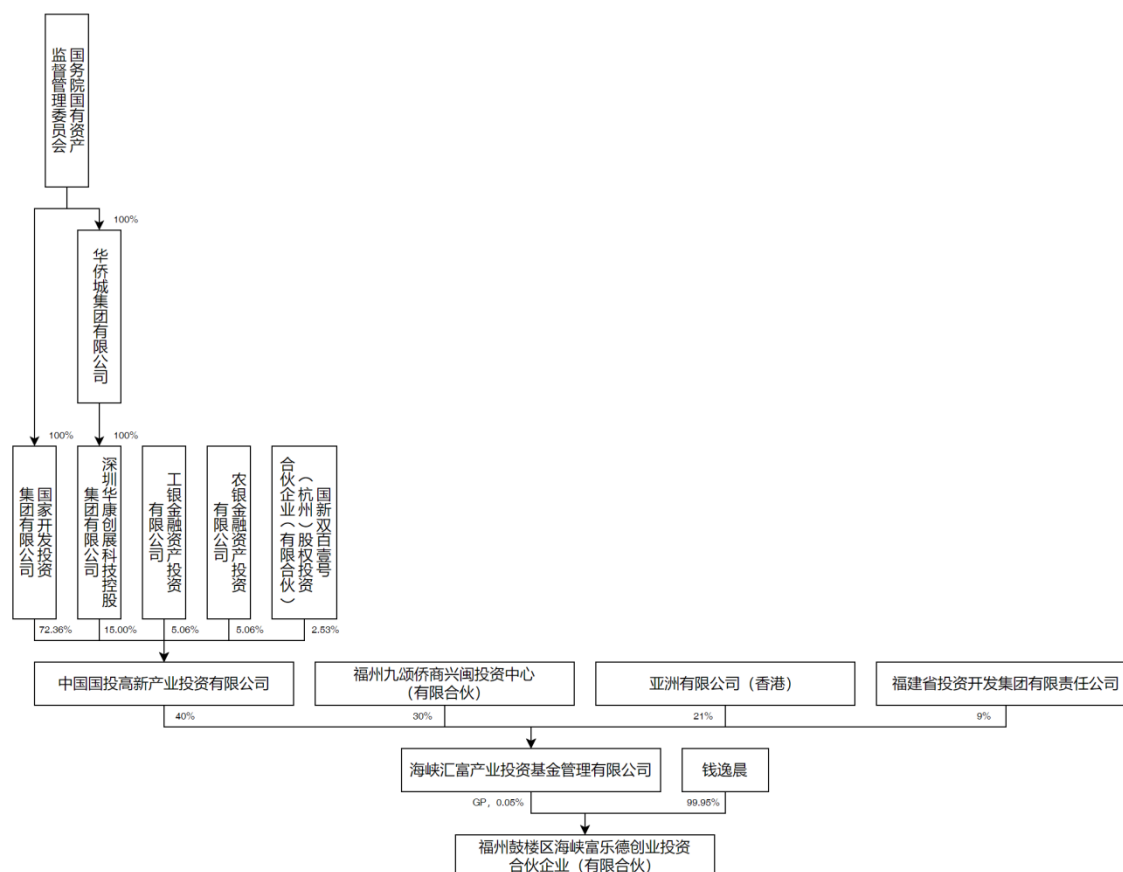 国务院国有资产
监督管理委员会
100%
华侨城集团有限公司
100%
100%
国家开发投资
集团有限公司
深圳华康创展科技控股
集团有限公司
工银金融资产投资
有限公司
农银金融资产投资
有限公司
国新双百壹号
（杭州）股权投资
合伙企业（有限合伙）
72.36%
15.00%
5.06%
5.06%
2.53%
中国国投高新产业投资有限公司
福州九颂侨商兴闽投资中心
（有限合伙）
亚洲有限公司（香港）
福建省投资开发集团有限责任公司
40%
30%
21%
9%
海峡汇富产业投资基金管理有限公司
钱逸晨
GP，0.05%
99.95%
福州鼓楼区海峡富乐德创业投资
合伙企业（有限合伙）